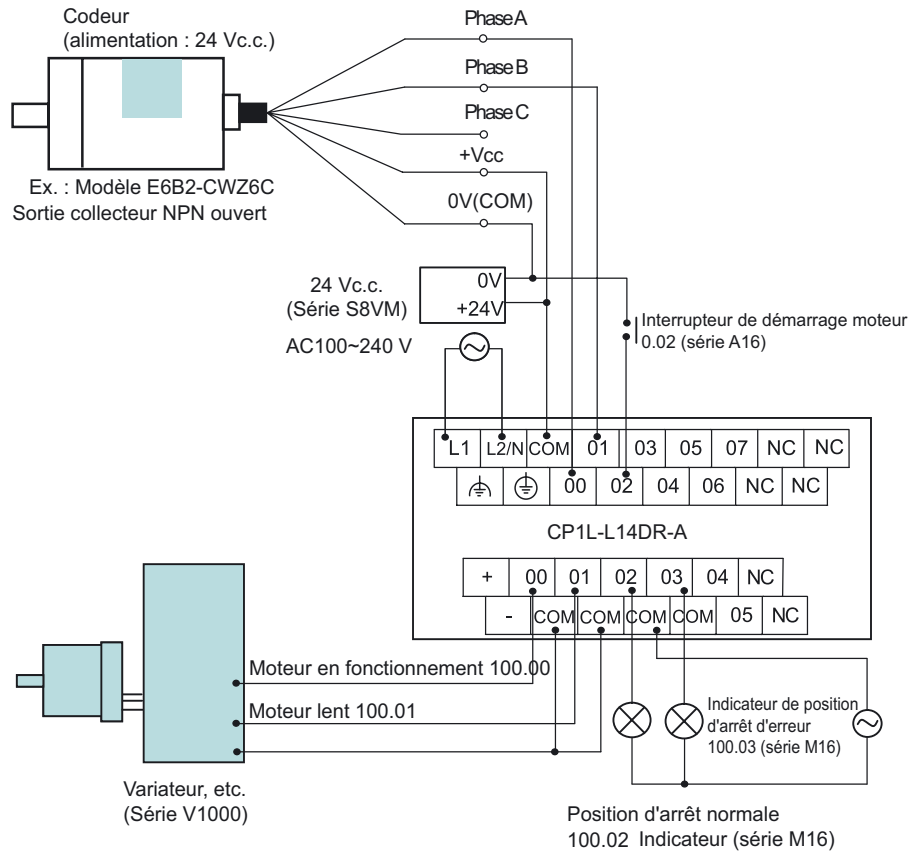 Codeur
(alimentation : 24 Vc.c.)
Phase A
Phase B
Phase C
+Vcc
0V(COM)
Ex. : Modèle E6B2-CWZ6C
Sortie collecteur NPN ouvert
24 Vc.c.
(Série S8VM)
0V
+24V
AC100~240 V
Interrupteur de démarrage moteur
0.02 (série A16)
L1 L2/N COM 01 03 05 07 NC NC
00 02 04 06 NC NC
CP1L-L14DR-A
+ 00 01 02 03 04 NC
- COM COM COM COM 05 NC
Moteur en fonctionnement 100.00
Moteur lent 100.01
Indicateur de position
d'arrêt d'erreur
100.03 (série M16)
Variateur, etc.
(Série V1000)
Position d'arrêt normale
100.02 Indicateur (série M16)